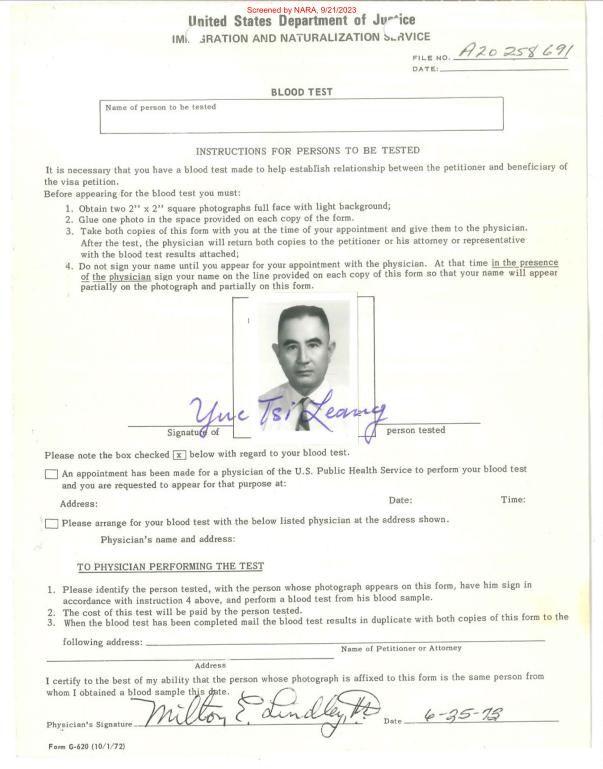 Screened by NARA, 9/21/2023
United States Department of Justice
IMMIGRATION AND NATURALIZATION SERVICE
FILE NO. A20 258 691
DATE:
BLOOD TEST
Name of person to be tested
INSTRUCTIONS FOR PERSONS TO BE TESTED
It is necessary that you have a blood test made to help establish relationship between the petitioner and beneficiary of
the visa petition.
Before appearing for the blood test you must:
1. Obtain two 2" x 2" square photographs full face with light background;
2. Glue one photo in the space provided on each copy of the form.
3. Take both copies of this form with you at the time of your appointment and give them to the physician.
After the test, the physician will return both copies to the petitioner or his attorney or representative
with the blood test results attached;
4. Do not sign your name until you appear for your appointment with the physician. At that time in the presence
of the physician sign your name on the line provided on each copy of this form so that your name will appear
partially on the photograph and partially on this form.
Yue Tsi Leang
Signature of person tested
Please note the box checked x below with regard to your blood test.
An appointment has been made for a physician of the U.S. Public Health Service to perform your blood test
and you are requested to appear for that purpose at:
Address: Date: Time:
Please arrange for your blood test with the below listed physician at the address shown.
Physician's name and address:
TO PHYSICIAN PERFORMING THE TEST
1. Please identify the person tested, with the person whose photograph appears on this form, have him sign in
accordance with instruction 4 above, and perform a blood test from his blood sample.
2. The cost of this test will be paid by the person tested.
3. When the blood test has been completed mail the blood test results in duplicate with both copies of this form to the
following address:
Name of Petitioner or Attorney
Address
I certify to the best of my ability that the person whose photograph is affixed to this form is the same person from
whom I obtained a blood sample this date.
Physician's Signature Milton E. Lindley, MD Date 6-25-73
Form G-620 (10/1/72)